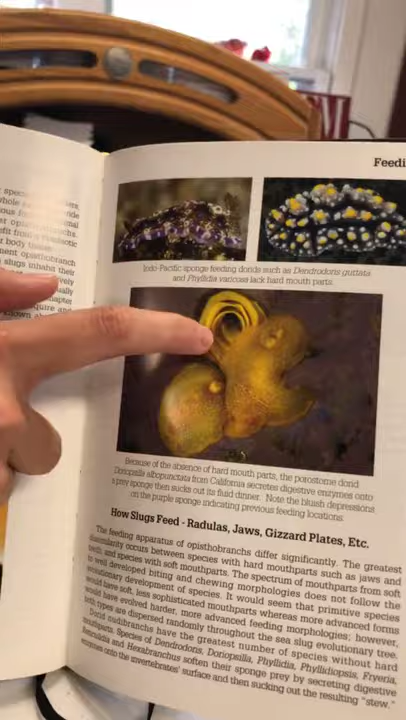 Feedi
Indo-Pacific sponge feeding dorids such as Dendrodoris guttata
and Phyllidia varicosa lack hard mouth parts.
Because of the absence of hard mouth parts, the porostome dorid
Doriopsilla albopunctata from California secretes digestive enzymes onto
a prey sponge then sucks out its fluid dinner. Note the bluish depressions
on the purple sponge indicating previous feeding locations.
How Slugs Feed - Radulas, Jaws, Gizzard Plates, Etc.
The feeding apparatus of opisthobranchs differ significantly. The greatest
dissimilarity occurs between species with hard mouthparts such as jaws and
teeth, and species with soft mouthparts. The spectrum of mouthparts from soft
to well developed biting and chewing morphologies does not follow the
evolutionary development of species. It would seem that primitive species
would have soft, less sophisticated mouthparts whereas more advanced forms
would have evolved harder, more advanced feeding morphologies; however,
both types are dispersed randomly throughout the sea slug evolutionary tree.
Dorid nudibranchs have the greatest number of species without hard
mouthparts. Species of Dendrodoris, Doriopsilla, Phyllidia, Phyllidiopsis, Fryeria,
and Hexabranchus soften their sponge prey by secreting digestive
enzymes onto the invertebrates' surface and then sucking out the resulting "stew."